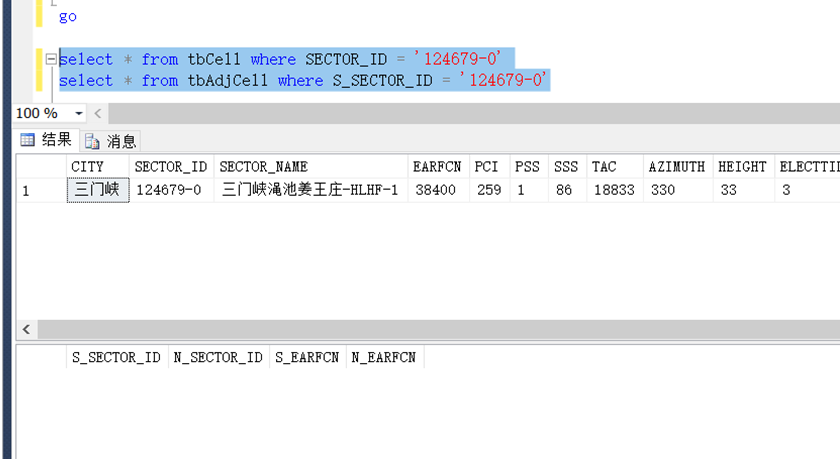 go
select * from tbCell where SECTOR_ID = '124679-0'
select * from tbAdjCell where S_SECTOR_ID = '124679-0'
100 %
结果 消息
CITY SECTOR_ID SECTOR_NAME EARFCN PCI PSS SSS TAC AZIMUTH HEIGHT ELECTTIL
1 三门峡 124679-0 三门峡渑池姜王庄-HLHF-1 38400 259 1 86 18833 330 33 3
S_SECTOR_ID N_SECTOR_ID S_EARFCN N_EARFCN